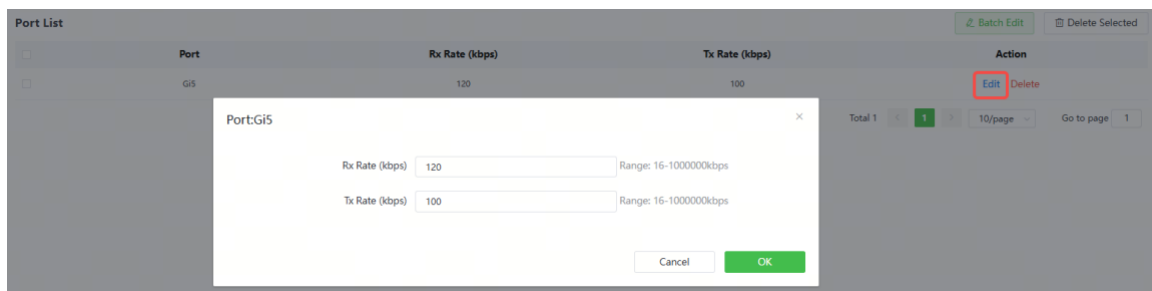 Port List Batch Edit Delete Selected
Port Rx Rate (kbps) Tx Rate (kbps) Action
Gi5 120 100 Edit Delete
Total 1 1 10/page Go to page 1
Port:Gi5
Rx Rate (kbps) 120 Range: 16-1000000kbps
Tx Rate (kbps) 100 Range: 16-1000000kbps
Cancel OK